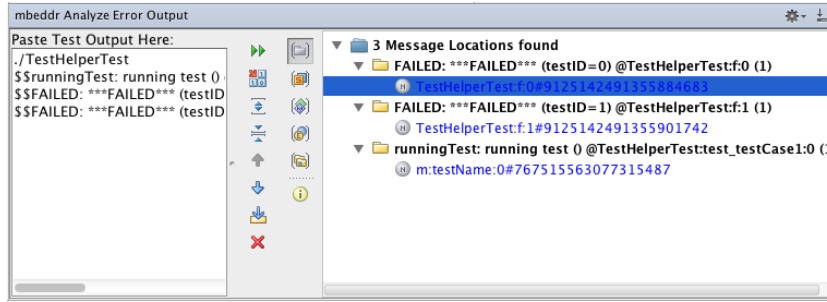 mbeddr Analyze Error Output
Paste Test Output Here:
./TestHelperTest
$$runningTest: running test ()
$$FAILED: ***FAILED*** (testID
$$FAILED: ***FAILED*** (testID
3 Message Locations found
FAILED: ***FAILED*** (testID=0) @TestHelperTest:f:0 (1)
TestHelperTest:f:0#9125142491355884683
FAILED: ***FAILED*** (testID=1) @TestHelperTest:f:1 (1)
TestHelperTest:f:1#9125142491355901742
runningTest: running test () @TestHelperTest:test_testCase1:0 (
m:testName:0#767515563077315487